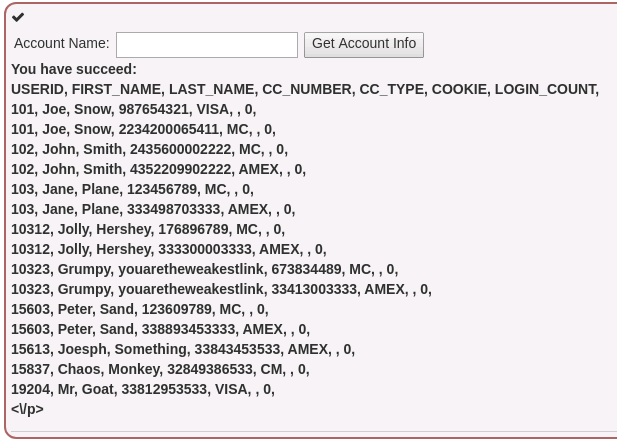 ✔
Account Name: Get Account Info
You have succeed:
USERID, FIRST_NAME, LAST_NAME, CC_NUMBER, CC_TYPE, COOKIE, LOGIN_COUNT,
101, Joe, Snow, 987654321, VISA, , 0,
101, Joe, Snow, 2234200065411, MC, , 0,
102, John, Smith, 2435600002222, MC, , 0,
102, John, Smith, 4352209902222, AMEX, , 0,
103, Jane, Plane, 123456789, MC, , 0,
103, Jane, Plane, 333498703333, AMEX, , 0,
10312, Jolly, Hershey, 176896789, MC, , 0,
10312, Jolly, Hershey, 333300003333, AMEX, , 0,
10323, Grumpy, youaretheweakestlink, 673834489, MC, , 0,
10323, Grumpy, youaretheweakestlink, 33413003333, AMEX, , 0,
15603, Peter, Sand, 123609789, MC, , 0,
15603, Peter, Sand, 338893453333, AMEX, , 0,
15613, Joesph, Something, 33843453533, AMEX, , 0,
15837, Chaos, Monkey, 32849386533, CM, , 0,
19204, Mr, Goat, 33812953533, VISA, , 0,
<\/p>